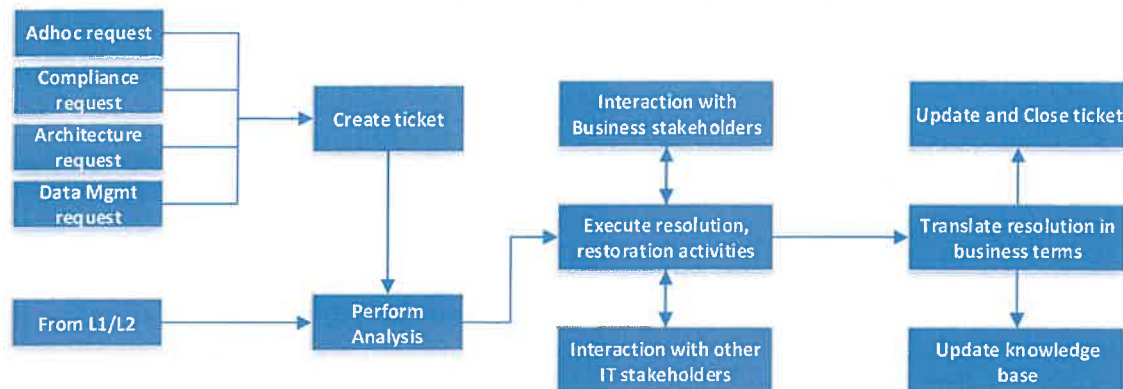 Adhoc request
Compliance
request
Architecture
request
Data Mgmt
request
From L1/L2
Create ticket
Perform
Analysis
Interaction with
Business stakeholders
Execute resolution,
restoration activities
Interaction with other
IT stakeholders
Update and Close ticket
Translate resolution in
business terms
Update knowledge
base